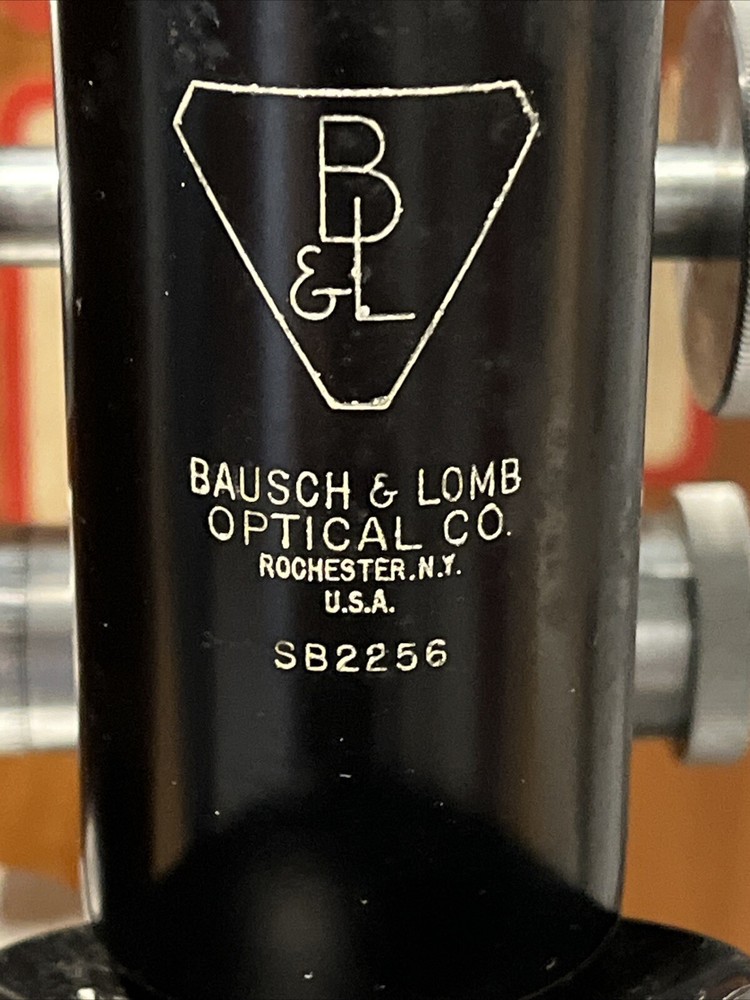 B
& L
BAUSCH & LOMB
OPTICAL CO.
ROCHESTER.N.Y.
U.S.A.
SB2256